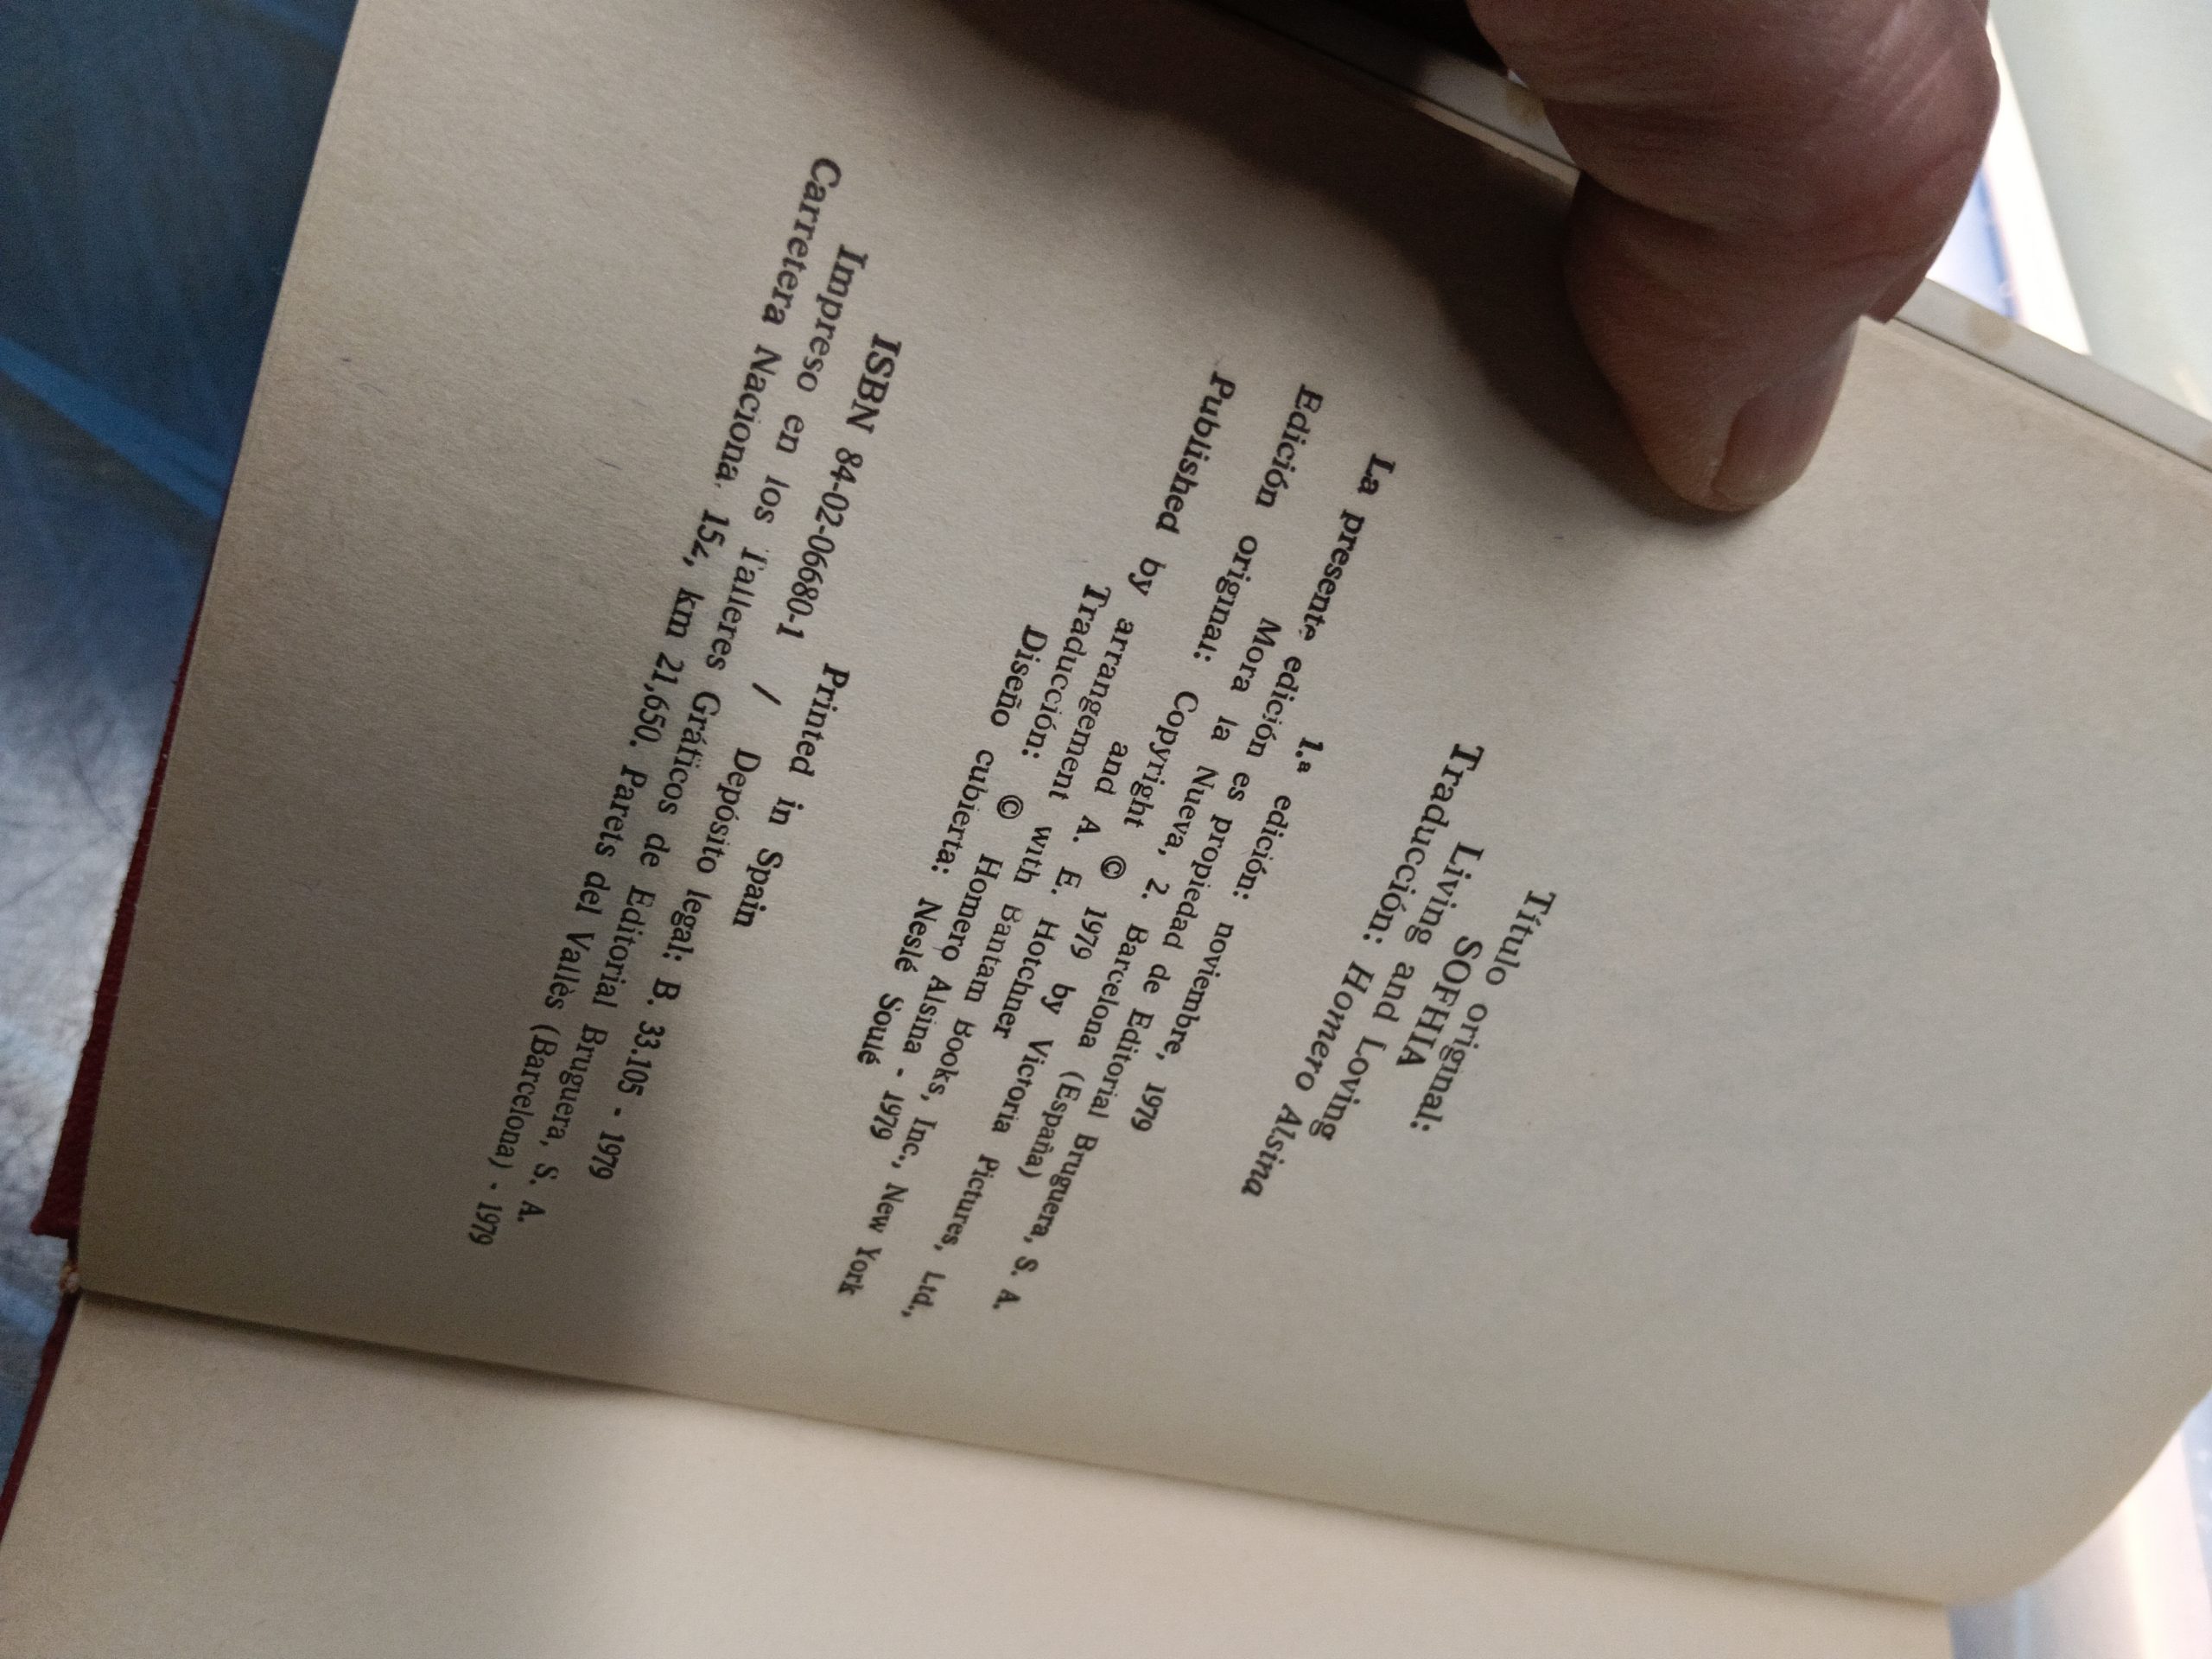 Título original:
SOFHIA
Living and Loving
Traducción: Homero Alsina
1.ª edición: noviembre, 1979
La presente edición es propiedad de Editorial Bruguera, S. A.
Mora la Nueva, 2. Barcelona (España)
Edición original: Copyright © 1979 by Victoria Pictures, Ltd.,
and A. E. Hotchner
Published by arrangement with Bantam Books, Inc., New York
Traducción: © Homero Alsina - 1979
Diseño cubierta: Neslé Soulé
Printed in Spain
ISBN 84-02-06680-1 / Depósito legal: B. 33.105 - 1979
Impreso en los Talleres Gráficos de Editorial Bruguera, S. A.
Carretera Naciona 152, km 21,650. Parets del Vallès (Barcelona) - 1979